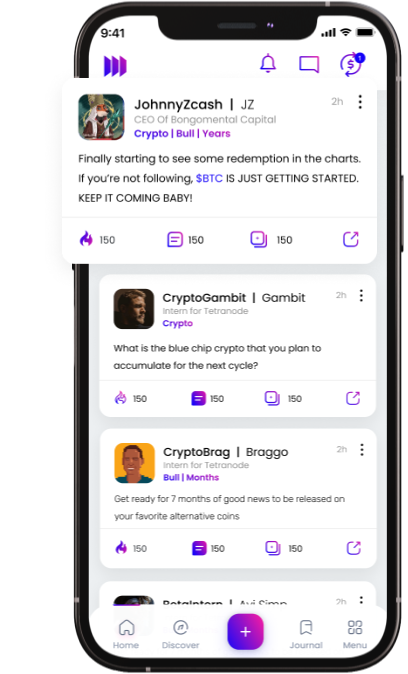 9:41
1
JohnnyZcash | JZ 2h
CEO Of Bongomental Capital
Crypto | Bull | Years
Finally starting to see some redemption in the charts.
If you're not following, $BTC IS JUST GETTING STARTED.
KEEP IT COMING BABY!
150 150 150
CryptoGambit | Gambit 2h
Intern for Tetranode
Crypto
What is the blue chip crypto that you plan to
accumulate for the next cycle?
150 150 150
CryptoBrag | Braggo 2h
Intern for Tetranode
Bull | Months
Get ready for 7 months of good news to be released on
your favorite alternative coins
150 150 150
BetaIntern | Avi Simp 2h
Home Discover Journal Menu